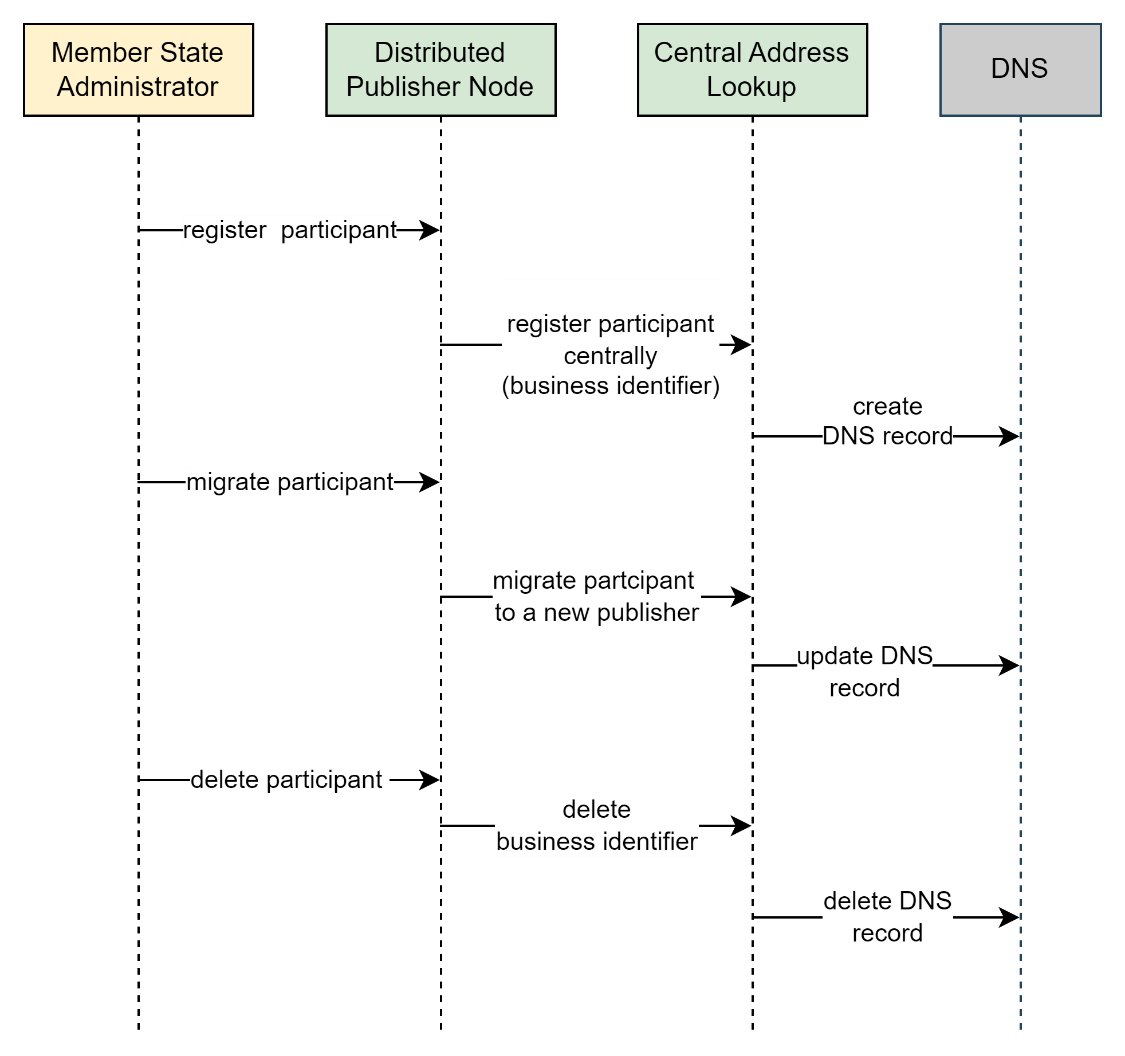 Member State
Administrator
Distributed
Publisher Node
Central Address
Lookup
DNS
register  participant
register participant
centrally
(business identifier)
create
DNS record
migrate participant
migrate partcipant
to a new publisher
update DNS
record
delete participant
delete
business identifier
delete DNS
record